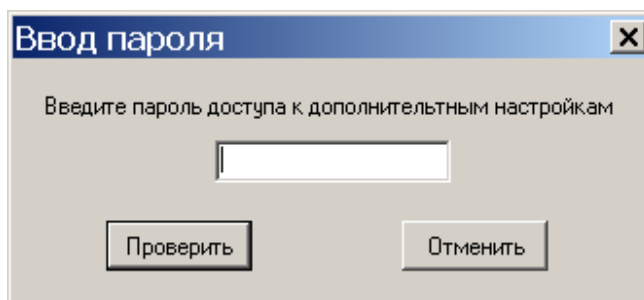 Ввод пароля
Введите пароль доступа к дополнительтным настройкам
Проверить Отменить